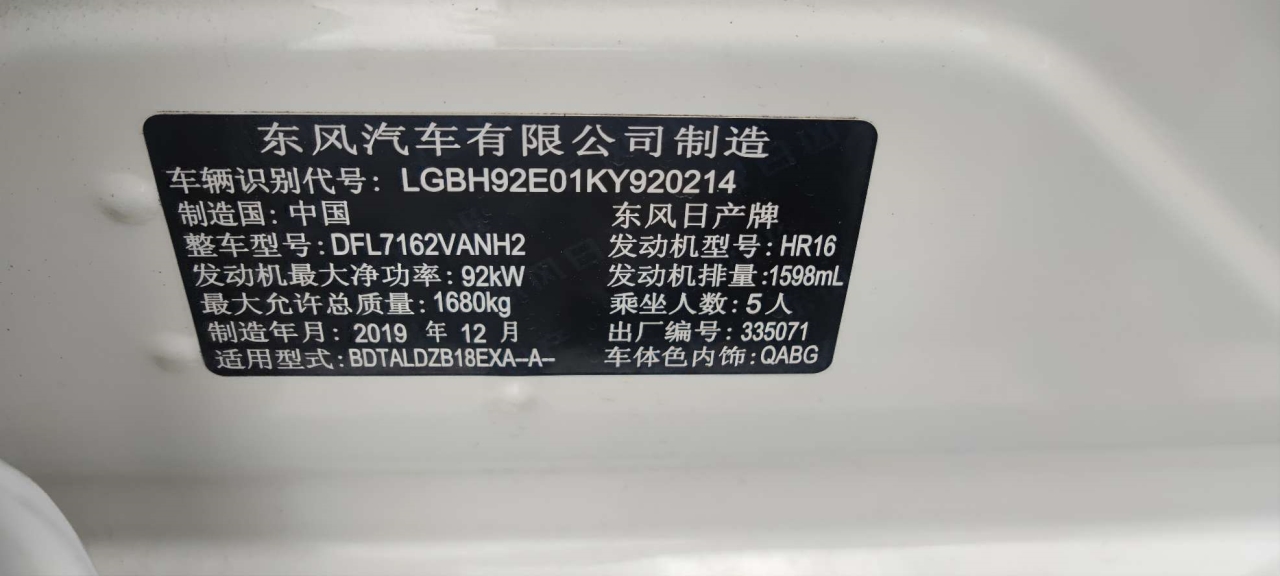 东风汽车有限公司制造
车辆识别代号：LGBH92E01KY920214
制造国：中国 东风日产牌
整车型号：DFL7162VANH2 发动机型号：HR16
发动机最大净功率：92kW 发动机排量：1598mL
最大允许总质量：1680kg 乘坐人数：5人
制造年月：2019 年 12 月 出厂编号：335071
适用型式：BDTALDZB18EXA--A- 车体色内饰：QABG